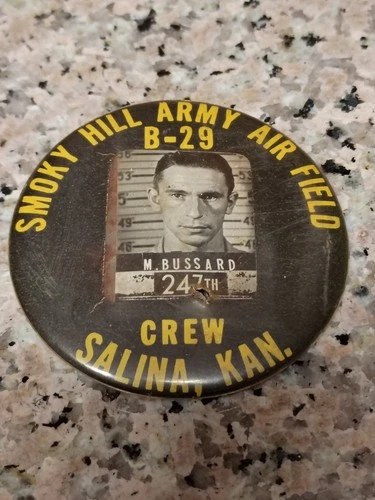 SMOKY HILL ARMY AIR FIELD
B-29
M. BUSSARD
247TH
CREW
SALINA, KAN.